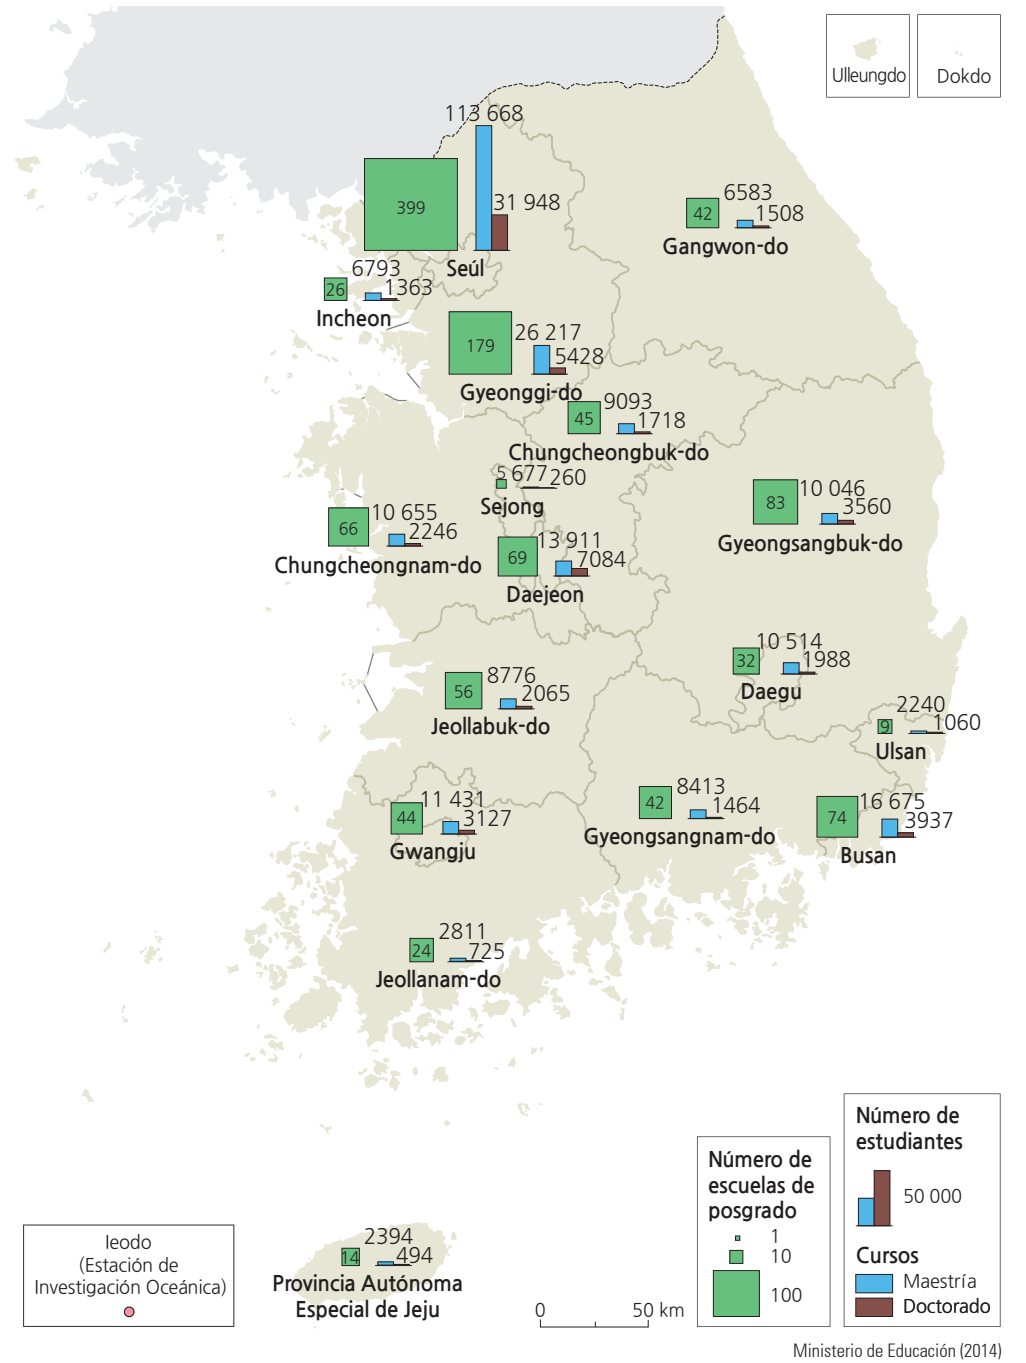 Ulleungdo
Dokdo
113 668
399
31 948
Seúl
6583
42
1508
Gangwon-do
6793
26
1363
Incheon
179
26 217
5428
Gyeonggi-do
9093
45
1718
Chungcheongbuk-do
5 677 260
Sejong
10 046
83
3560
Gyeongsangbuk-do
10 655
66
2246
Chungcheongnam-do
13 911
69
7084
Daejeon
10 514
32
1988
Daegu
8776
56
2065
Jeollabuk-do
2240
9
1060
Ulsan
8413
42
1464
Gyeongsangnam-do
11 431
44
3127
Gwangju
16 675
74
3937
Busan
2811
24
725
Jeollanam-do
2394
14
494
Provincia Autónoma
Especial de Jeju
Ieodo
(Estación de
Investigación Oceánica)
0
50 km
Número de
escuelas de
posgrado
1
10
100
Número de
estudiantes
50 000
Cursos
Maestría
Doctorado
Ministerio de Educación (2014)